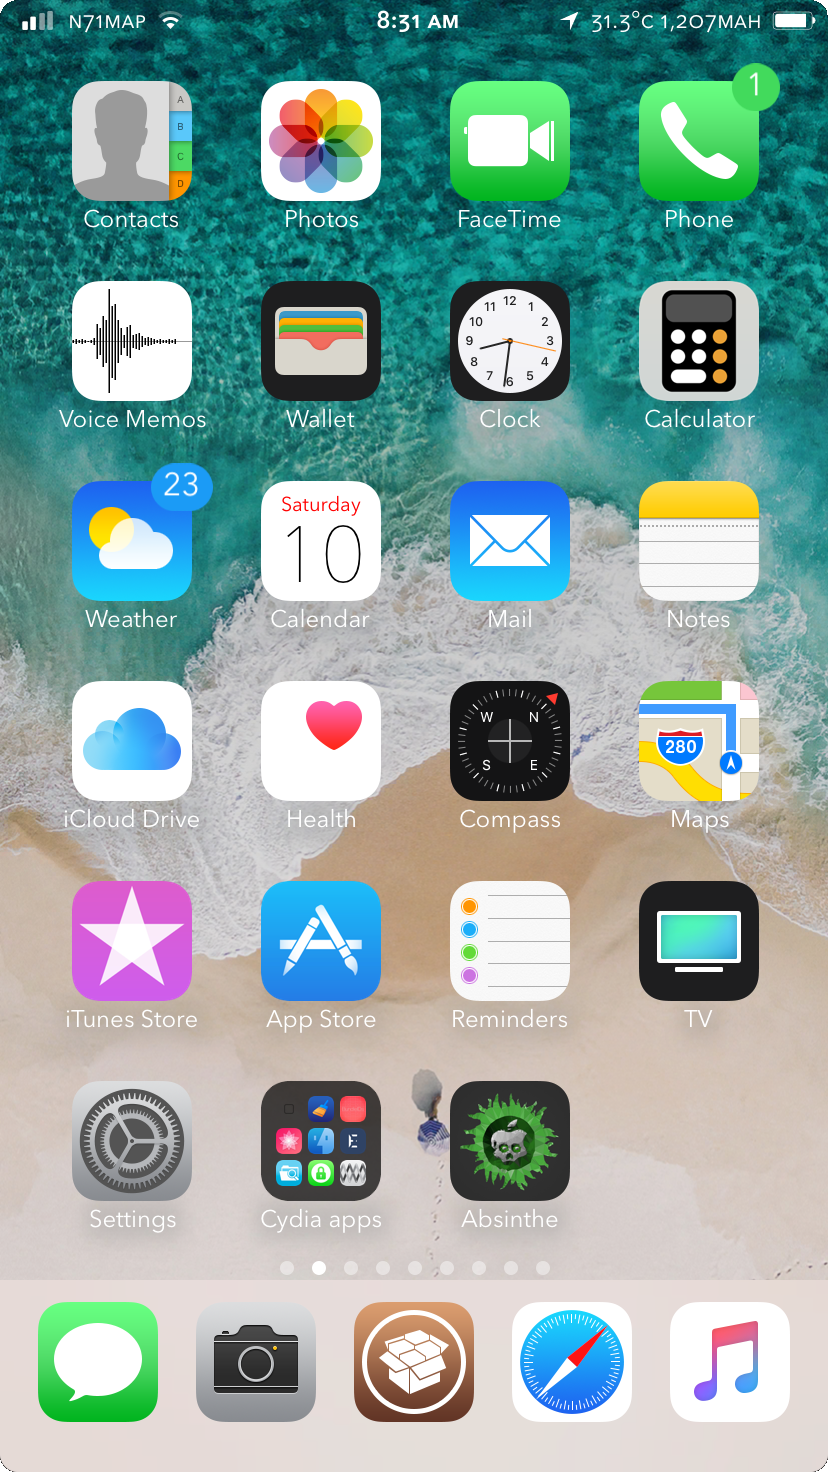 N71MAP 8:31 AM 31.3°C 1,207MAH
1
A
B
C
D
Contacts Photos FaceTime Phone
12
11 1
10 2
9 3
8 4
7 5
6
Voice Memos Wallet Clock Calculator
23
Saturday
10
Weather Calendar Mail Notes
W N
280
S E
iCloud Drive Health Compass Maps
iTunes Store App Store Reminders TV
E
Settings Cydia apps Absinthe